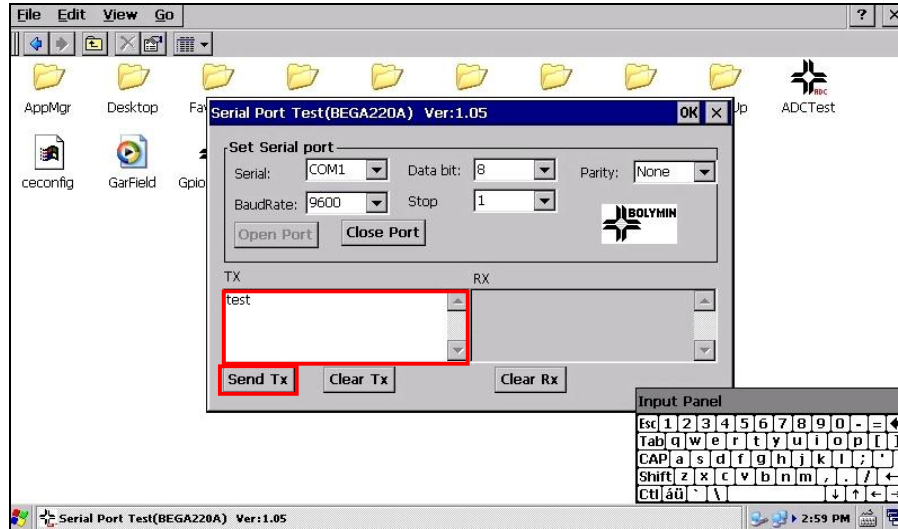 File Edit View Go ? ×
AppMgr Desktop ADCTest
ADC
ceconfig GarField
Serial Port Test(BEGA220A) Ver:1.05 OK ×
Set Serial port
Serial: COM1 Data bit: 8 Parity: None
BaudRate: 9600 Stop 1
BOLYMIN
Open Port Close Port
TX RX
test
Send Tx Clear Tx Clear Rx
Input Panel
Esc 1 2 3 4 5 6 7 8 9 0 - =
Tab q w e r t y u i o p [ ]
CAP a s d f g h j k l ; '
Shift z x c v b n m , . /
Ctl áü ` \
Serial Port Test(BEGA220A) Ver:1.05 2:59 PM